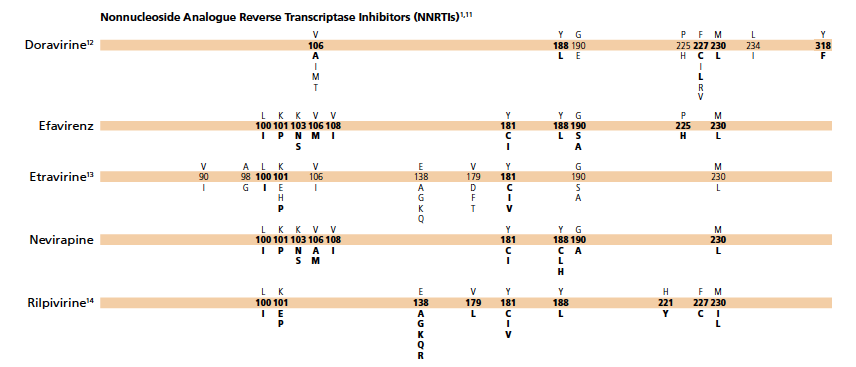 Nonnucleoside Analogue Reverse Transcriptase Inhibitors (NNRTIs)¹,¹¹
V Y G P F M L Y
Doravirine¹² 106 188 190 225 227 230 234 318
A L E H C L I F
I I
M L
T R
V
L K K V V Y Y G P M
Efavirenz 100 101 103 106 108 181 188 190 225 230
I P N M I C L S H L
S I A
V A L K V E V Y G M
Etravirine¹³ 90 98 100 101 106 138 179 181 190 230
I G I E I A D C S L
H G F I A
P K T V
Q
L K K V V Y Y G M
Nevirapine 100 101 103 106 108 181 188 190 230
I P N A I C C A L
S M I L
H
L K E V Y Y H F M
Rilpivirine¹⁴ 100 101 138 179 181 188 221 227 230
I E A L C L Y C I
P G I L
K V
Q
R